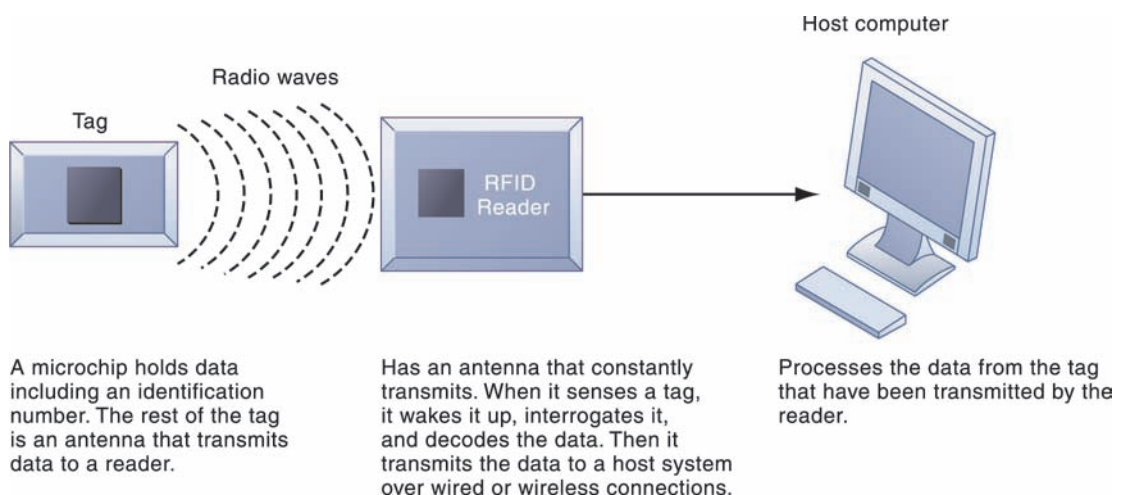 Host computer
Radio waves
Tag
RFID
Reader
A microchip holds data
including an identification
number. The rest of the tag
is an antenna that transmits
data to a reader.
Has an antenna that constantly
transmits. When it senses a tag,
it wakes it up, interrogates it,
and decodes the data. Then it
transmits the data to a host system
over wired or wireless connections.
Processes the data from the tag
that have been transmitted by the
reader.